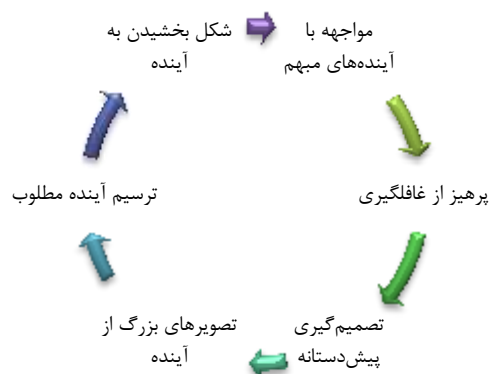 مواجهه با
آینده‌های مبهم
پرهیز از غافلگیری
تصمیم‌گیری
پیش‌دستانه
تصویرهای بزرگ از
آینده
ترسیم آینده مطلوب
شکل بخشیدن به
آینده